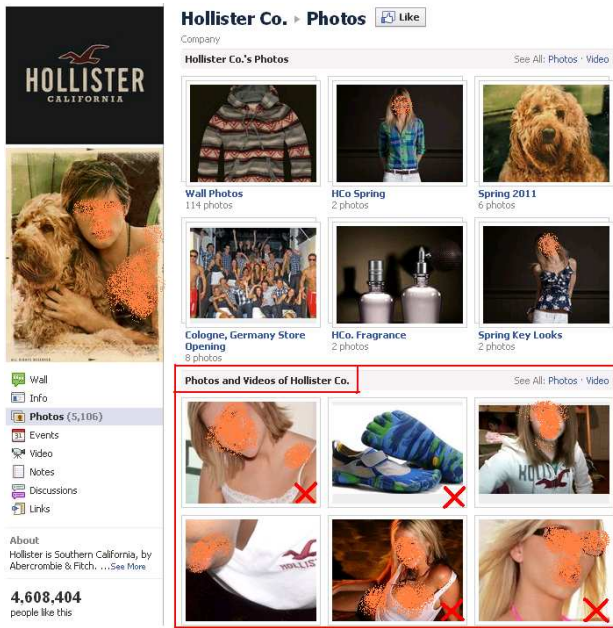 HOLLISTER
CALIFORNIA
Wall
Info
Photos (5,106)
Events
Video
Notes
Discussions
Links
About
Hollister is Southern California, by
Abercrombie & Fitch. ...See More
4,608,404
people like this
Hollister Co. ▸ Photos Like
Company
Hollister Co.'s Photos See All: Photos · Video
Wall Photos
114 photos
HCo Spring
2 photos
Spring 2011
6 photos
Cologne, Germany Store
Opening
8 photos
HCo. Fragrance
2 photos
Spring Key Looks
2 photos
Photos and Videos of Hollister Co. See All: Photos · Video
HOLLISTER
HOLLIST